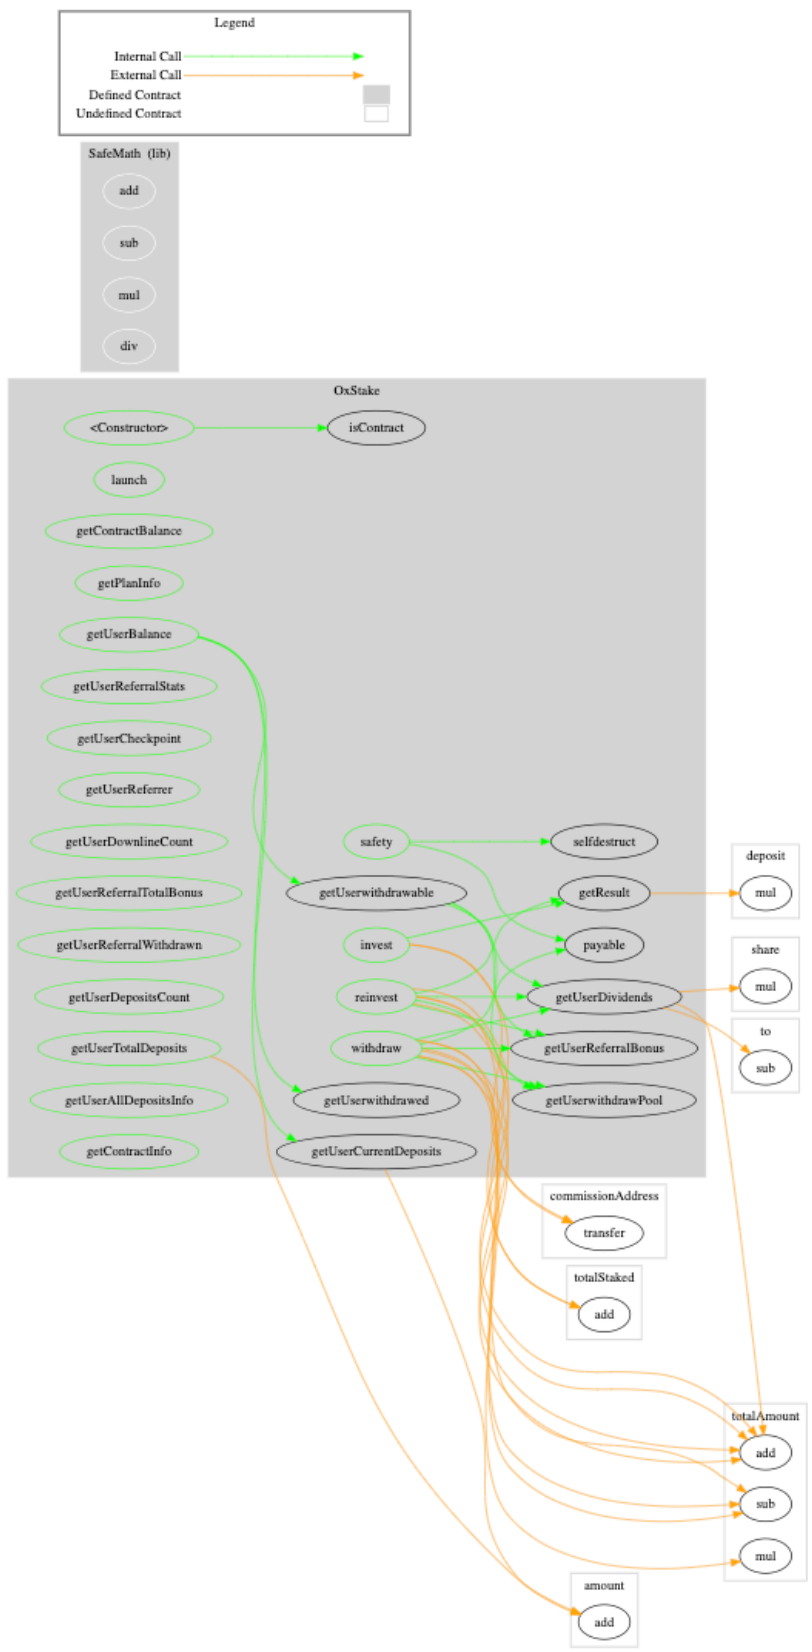 Legend
Internal Call
External Call
Defined Contract
Undefined Contract
SafeMath (lib)
add
sub
mul
div
OxStake
<Constructor>
isContract
launch
getContractBalance
getPlanInfo
getUserBalance
getUserReferralStats
getUserCheckpoint
getUserReferrer
getUserDownlineCount
safety
selfdestruct
deposit
getUserReferralTotalBonus
getUserwithdrawable
getResult
mul
getUserReferralWithdrawn
invest
payable
share
getUserDepositsCount
reinvest
getUserDividends
mul
to
getUserTotalDeposits
withdraw
getUserReferralBonus
sub
getUserAllDepositsInfo
getUserwithdrawed
getUserwithdrawPool
getContractInfo
getUserCurrentDeposits
commissionAddress
transfer
totalStaked
add
totalAmount
add
sub
mul
amount
add